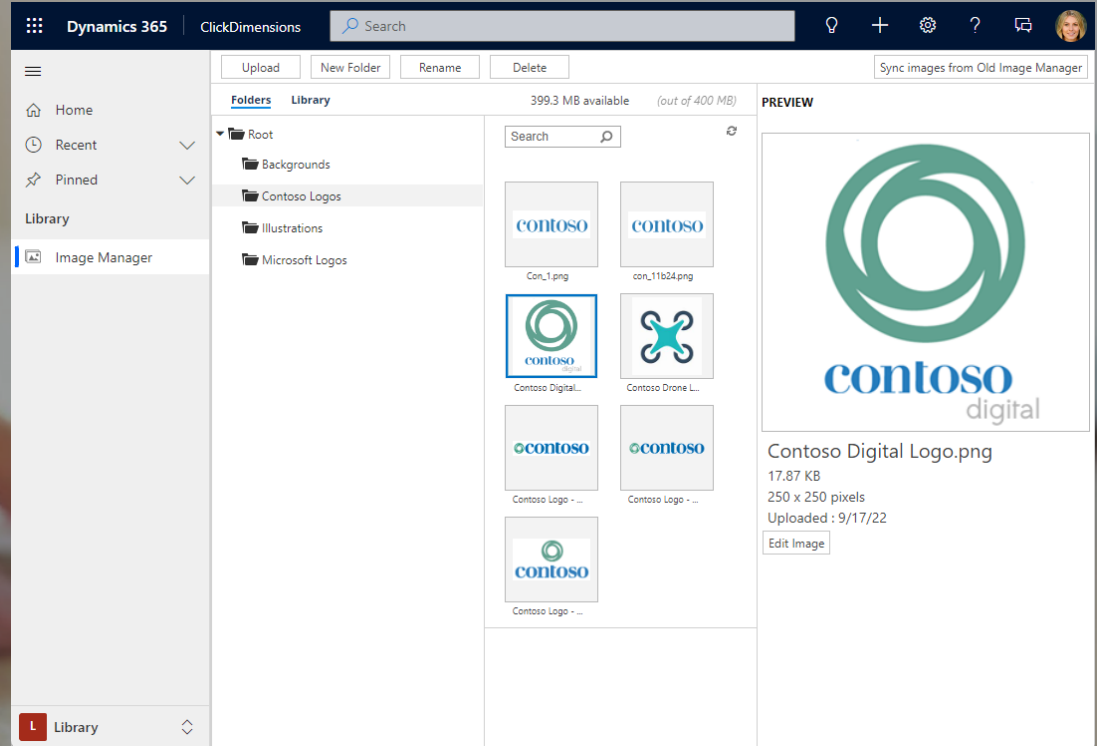 Dynamics 365 ClickDimensions Search
Upload New Folder Rename Delete Sync images from Old Image Manager
Home
Recent
Pinned
Library
Image Manager
L Library
Folders Library 399.3 MB available (out of 400 MB)
Root
Backgrounds
Contoso Logos
Illustrations
Microsoft Logos
Search
contoso contoso
Con_1.png con_11b24.png
contoso
digital
Contoso Digital... Contoso Drone L...
contoso contoso
Contoso Logo - ... Contoso Logo - ...
contoso
Contoso Logo - ...
PREVIEW
contoso
digital
Contoso Digital Logo.png
17.87 KB
250 x 250 pixels
Uploaded : 9/17/22
Edit Image